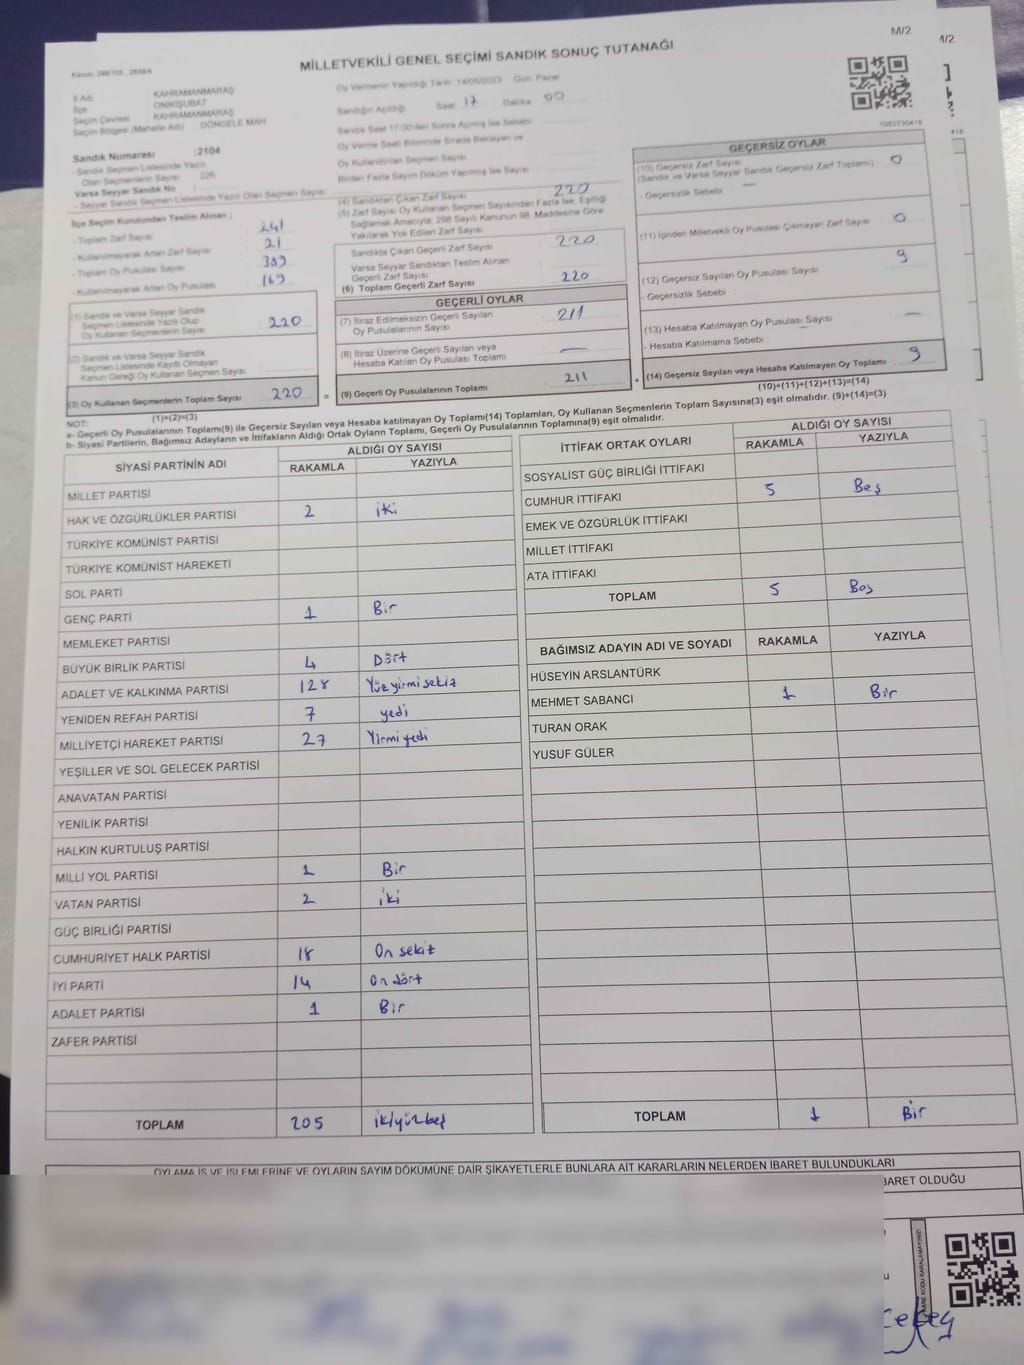 M/2
M/2
MİLLETVEKİLİ GENEL SEÇİMİ SANDIK SONUÇ TUTANAĞI
Kanun: 298/105, 2839/4
İl Adı : KAHRAMANMARAŞ
İlçe : ONİKİŞUBAT
Seçim Çevresi : KAHRAMANMARAŞ
Seçim Bölgesi (Mahalle Adı) : DÖNGELE MAH
Sandık Numarası : 2104
- Sandık Seçmen Listesinde Yazılı
Olan Seçmenlerin Sayısı : 226
Varsa Seyyar Sandık No :
- Seyyar Sandık Seçmen Listesinde Yazılı Olan Seçmen Sayısı :
Oy Vermenin Yapıldığı Tarih: 14/05/2023 Gün: Pazar
Sandığın Açıldığı Saat 17 Dakika 00
Sandık Saat 17:00'den Sonra Açılmış İse Sebebi :
Oy Verme Saati Bitiminde Sırada Bekleyen ve
Oy Kullandırılan Seçmen Sayısı :
Birden Fazla Sayım Döküm Yapılmış İse Sayısı :
İlçe Seçim Kurulundan Teslim Alınan ;
- Toplam Zarf Sayısı : 241
- Kullanılmayarak Artan Zarf Sayısı : 21
- Toplam Oy Pusulası Sayısı : 389
- Kullanılmayarak Artan Oy Pusulası : 169
(1) Sandık ve Varsa Seyyar Sandık
Seçmen Listesinde Yazılı Olup
Oy Kullanan Seçmenlerin Sayısı : 220
(2) Sandık ve Varsa Seyyar Sandık
Seçmen Listesinde Kayıtlı Olmayan
Kanun Gereği Oy Kullanan Seçmen Sayısı :
(3) Oy Kullanan Seçmenlerin Toplam Sayısı : 220
(1)+(2)=(3)
(4) Sandıktan Çıkan Zarf Sayısı : 220
(5) Zarf Sayısı Oy Kullanan Seçmen Sayısından Fazla İse, Eşitliği
Sağlamak Amacıyla, 298 Sayılı Kanunun 98. Maddesine Göre
Yakılarak Yok Edilen Zarf Sayısı :
Sandıkta Çıkan Geçerli Zarf Sayısı : 220
Varsa Seyyar Sandıktan Teslim Alınan
Geçerli Zarf Sayısı :
(6) Toplam Geçerli Zarf Sayısı : 220
GEÇERLİ OYLAR
(7) İtiraz Edilmeksizin Geçerli Sayılan
Oy Pusulalarının Sayısı : 211
(8) İtiraz Üzerine Geçerli Sayılan veya
Hesaba Katılan Oy Pusulası Toplamı : —
= (9) Geçerli Oy Pusulalarının Toplamı : 211
1083730418
418
GEÇERSİZ OYLAR
(10) Geçersiz Zarf Sayısı
(Sandık ve Varsa Seyyar Sandık Geçersiz Zarf Toplamı) : 0
- Geçersizlik Sebebi : —
(11) İçinden Milletvekili Oy Pusulası Çıkmayan Zarf Sayısı : 0
(12) Geçersiz Sayılan Oy Pusulası Sayısı : 9
- Geçersizlik Sebebi :
(13) Hesaba Katılmayan Oy Pusulası Sayısı : —
- Hesaba Katılmama Sebebi :
+ (14) Geçersiz Sayılan veya Hesaba Katılmayan Oy Toplamı : 9
(10)+(11)+(12)+(13)=(14)
NOT:
a- Geçerli Oy Pusulalarının Toplamı(9) ile Geçersiz Sayılan veya Hesaba katılmayan Oy Toplamı(14) Toplamları, Oy Kullanan Seçmenlerin Toplam Sayısına(3) eşit olmalıdır. (9)+(14)=(3)
b- Siyasi Partilerin, Bağımsız Adayların ve İttifakların Aldığı Ortak Oyların Toplamı, Geçerli Oy Pusulalarının Toplamına(9) eşit olmalıdır.
SİYASİ PARTİNİN ADI ALDIĞI OY SAYISI
RAKAMLA YAZIYLA
MİLLET PARTİSİ
HAK VE ÖZGÜRLÜKLER PARTİSİ 2 iki
TÜRKİYE KOMÜNİST PARTİSİ
TÜRKİYE KOMÜNİST HAREKETİ
SOL PARTİ
GENÇ PARTİ 1 Bir
MEMLEKET PARTİSİ
BÜYÜK BİRLİK PARTİSİ 4 Dört
ADALET VE KALKINMA PARTİSİ 128 Yüzyirmisekiz
YENİDEN REFAH PARTİSİ 7 yedi
MİLLİYETÇİ HAREKET PARTİSİ 27 Yirmiyedi
YEŞİLLER VE SOL GELECEK PARTİSİ
ANAVATAN PARTİSİ
YENİLİK PARTİSİ
HALKIN KURTULUŞ PARTİSİ
MİLLİ YOL PARTİSİ 1 Bir
VATAN PARTİSİ 2 iki
GÜÇ BİRLİĞİ PARTİSİ
CUMHURİYET HALK PARTİSİ 18 On sekiz
İYİ PARTİ 14 On dört
ADALET PARTİSİ 1 Bir
ZAFER PARTİSİ
TOPLAM 205 ikiyüzbeş
İTTİFAK ORTAK OYLARI ALDIĞI OY SAYISI
RAKAMLA YAZIYLA
SOSYALİST GÜÇ BİRLİĞİ İTTİFAKI
CUMHUR İTTİFAKI 5 Beş
EMEK VE ÖZGÜRLÜK İTTİFAKI
MİLLET İTTİFAKI
ATA İTTİFAKI
TOPLAM 5 Beş
BAĞIMSIZ ADAYIN ADI VE SOYADI RAKAMLA YAZIYLA
HÜSEYİN ARSLANTÜRK
MEHMET SABANCI 1 Bir
TURAN ORAK
YUSUF GÜLER
TOPLAM 1 Bir
OYLAMA İŞ VE İŞLEMLERİNE VE OYLARIN SAYIM DÖKÜMÜNE DAİR ŞİKAYETLERLE BUNLARA AİT KARARLARIN NELERDEN İBARET BULUNDUKLARI
BARET OLDUĞU